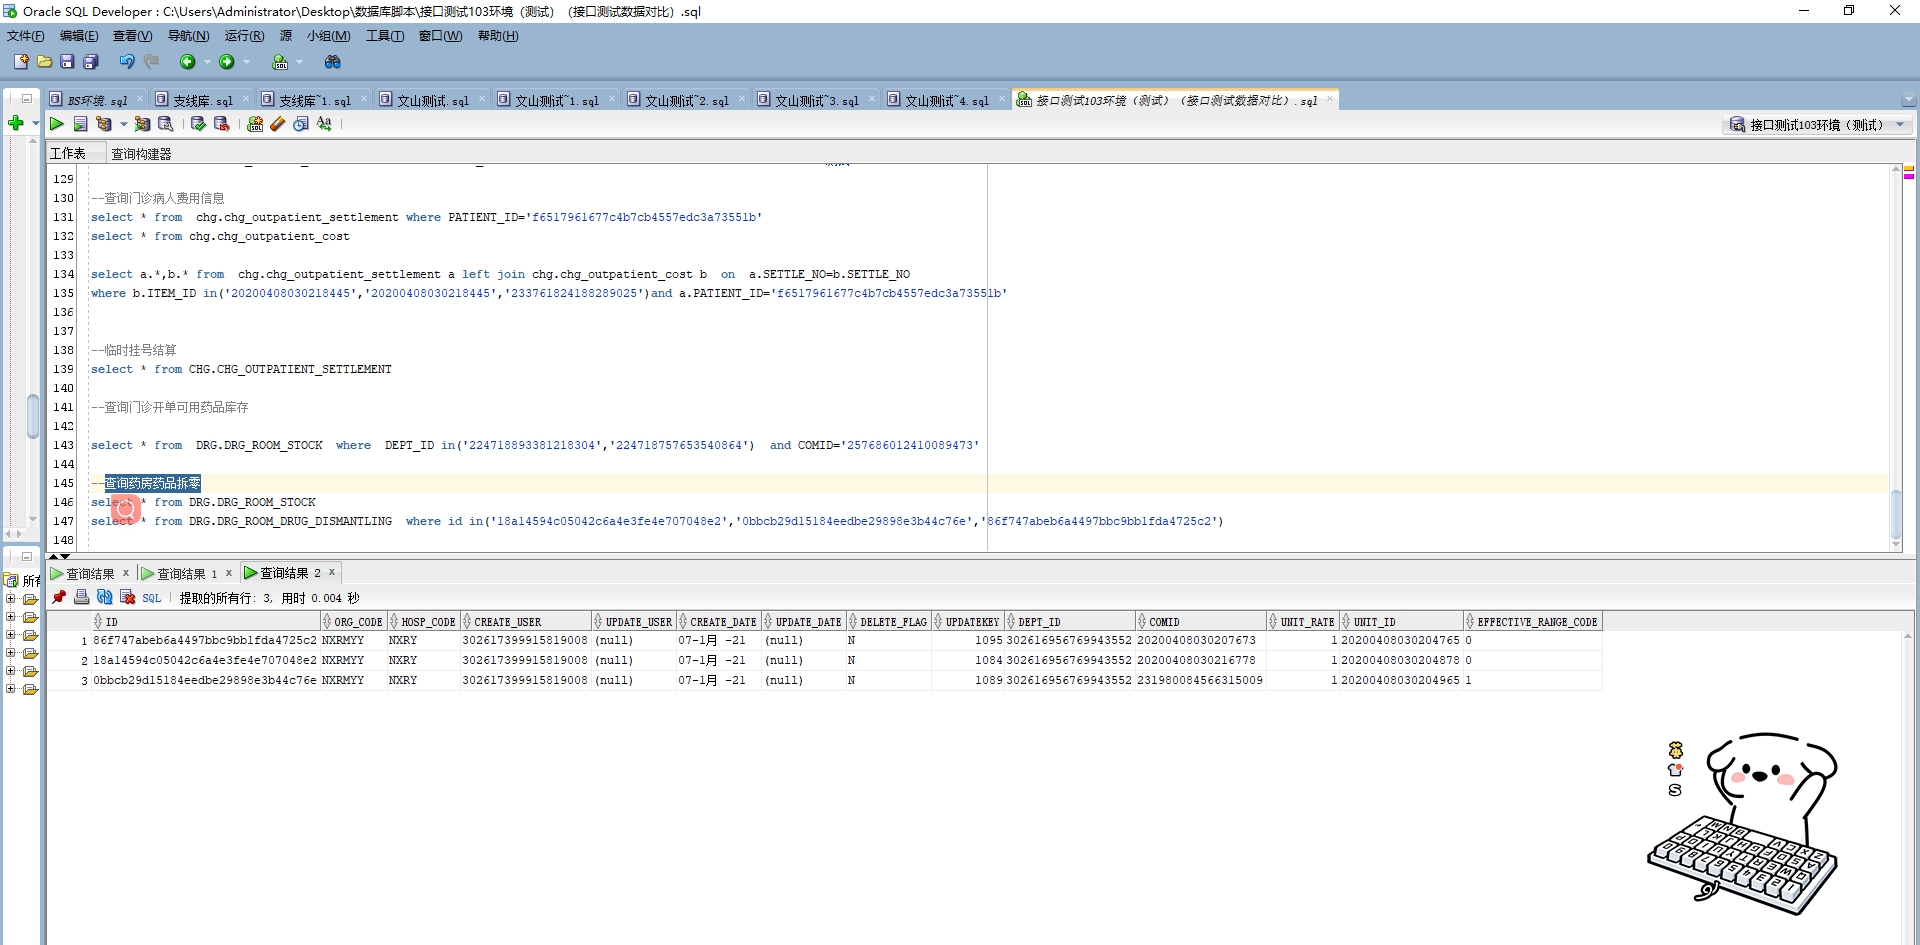 Oracle SQL Developer : C:\Users\Administrator\Desktop\数据库脚本\接口测试103环境（测试）（接口测试数据对比）.sql
文件(F) 编辑(E) 查看(V) 导航(N) 运行(R) 源 小组(M) 工具(T) 窗口(W) 帮助(H)
BS环境.sql 支线库.sql 支线库~1.sql 文山测试.sql 文山测试~1.sql 文山测试~2.sql 文山测试~3.sql 文山测试~4.sql 接口测试103环境（测试）（接口测试数据对比）.sql
接口测试103环境（测试）
工作表 查询构建器
129
130 --查询门诊病人费用信息
131 select * from  chg.chg_outpatient_settlement where PATIENT_ID='f6517961677c4b7cb4557edc3a73551b'
132 select * from chg.chg_outpatient_cost
133
134 select a.*,b.* from  chg.chg_outpatient_settlement a left join chg.chg_outpatient_cost b  on  a.SETTLE_NO=b.SETTLE_NO
135 where b.ITEM_ID in('20200408030218445','20200408030218445','233761824188289025')and a.PATIENT_ID='f6517961677c4b7cb4557edc3a73551b'
136
137
138 --临时挂号结算
139 select * from CHG.CHG_OUTPATIENT_SETTLEMENT
140
141 --查询门诊开单可用药品库存
142
143 select * from  DRG.DRG_ROOM_STOCK  where  DEPT_ID in('224718893381218304','224718757653540864')  and COMID='257686012410089473'
144
145 --查询药房药品拆零
146 select * from DRG.DRG_ROOM_STOCK
147 select * from DRG.DRG_ROOM_DRUG_DISMANTLING  where id in('18a14594c05042c6a4e3fe4e707048e2','0bbcb29d15184eedbe29898e3b44c76e','86f747abeb6a4497bbc9bb1fda4725c2')
148
所有
查询结果 查询结果 1 查询结果 2
SQL 提取的所有行: 3, 用时 0.004 秒
ID ORG_CODE HOSP_CODE CREATE_USER UPDATE_USER CREATE_DATE UPDATE_DATE DELETE_FLAG UPDATEKEY DEPT_ID COMID UNIT_RATE UNIT_ID EFFECTIVE_RANGE_CODE
1 86f747abeb6a4497bbc9bb1fda4725c2 NXRMYY NXRY 302617399915819008 (null) 07-1月 -21 (null) N 1095 302616956769943552 20200408030207673 1 20200408030204765 0
2 18a14594c05042c6a4e3fe4e707048e2 NXRMYY NXRY 302617399915819008 (null) 07-1月 -21 (null) N 1084 302616956769943552 20200408030216778 1 20200408030204878 0
3 0bbcb29d15184eedbe29898e3b44c76e NXRMYY NXRY 302617399915819008 (null) 07-1月 -21 (null) N 1089 302616956769943552 231980084566315009 1 20200408030204965 1
S